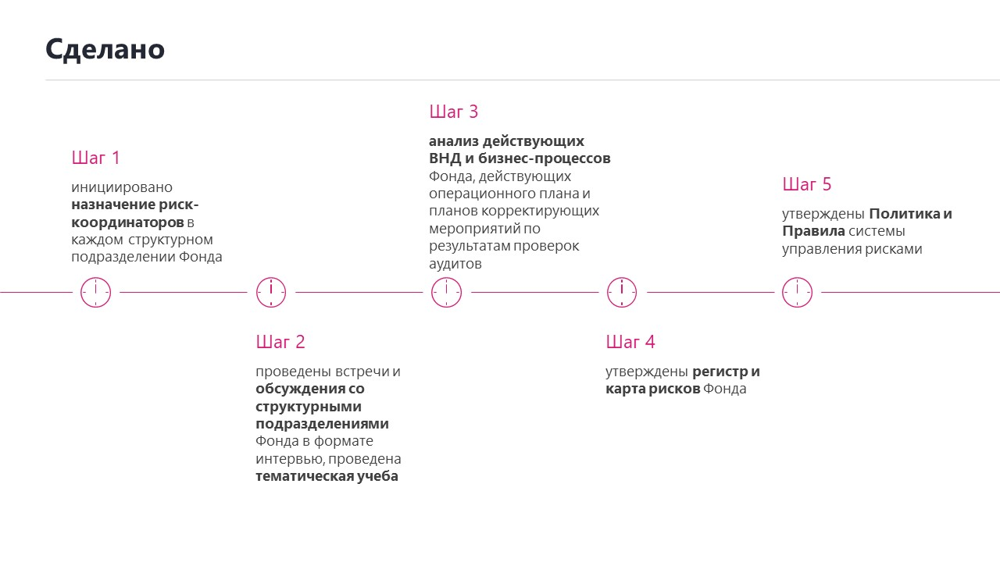 Сделано
Шаг 1
инициировано
назначение риск-
координаторов в
каждом структурном
подразделении Фонда
Шаг 2
проведены встречи и
обсуждения со
структурными
подразделениями
Фонда в формате
интервью, проведена
тематическая учеба
Шаг 3
анализ действующих
ВНД и бизнес-процессов
Фонда, действующих
операционного плана и
планов корректирующих
мероприятий по
результатам проверок
аудитов
Шаг 4
утверждены регистр и
карта рисков Фонда
Шаг 5
утверждены Политика и
Правила системы
управления рисками